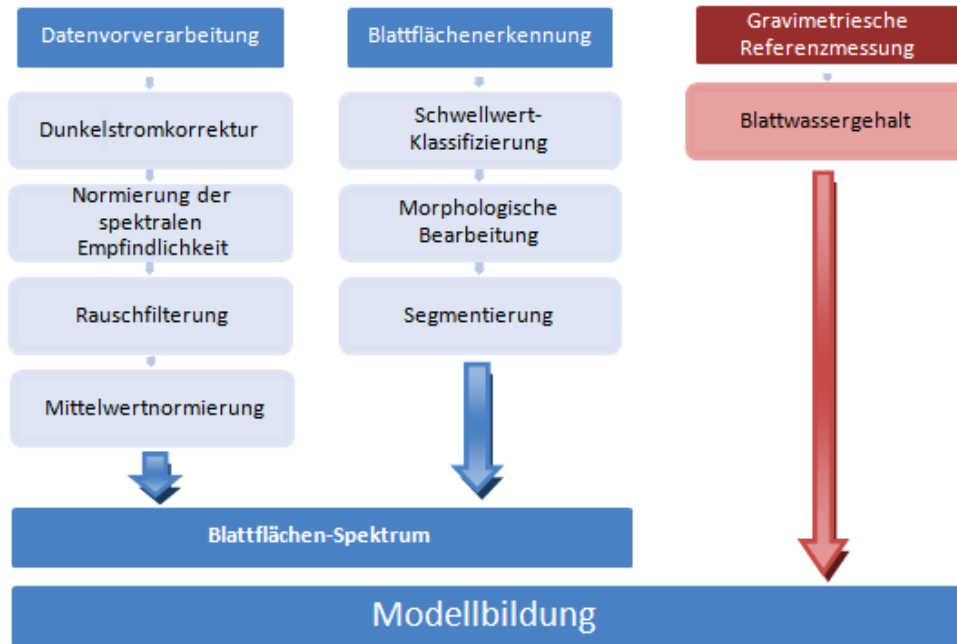 Datenvorverarbeitung
Dunkelstromkorrektur
Normierung der
spektralen
Empfindlichkeit
Rauschfilterung
Mittelwertnormierung
Blattflächenerkennung
Schwellwert-
Klassifizierung
Morphologische
Bearbeitung
Segmentierung
Gravimetriesche
Referenzmessung
Blattwassergehalt
Blattflächen-Spektrum
Modellbildung